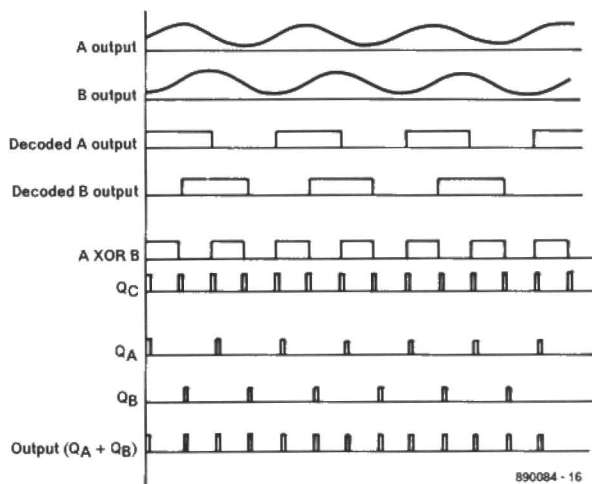 A output
B output
Decoded A output
Decoded B output
A XOR B
QC
QA
QB
Output (QA + QB)
890084 - 16